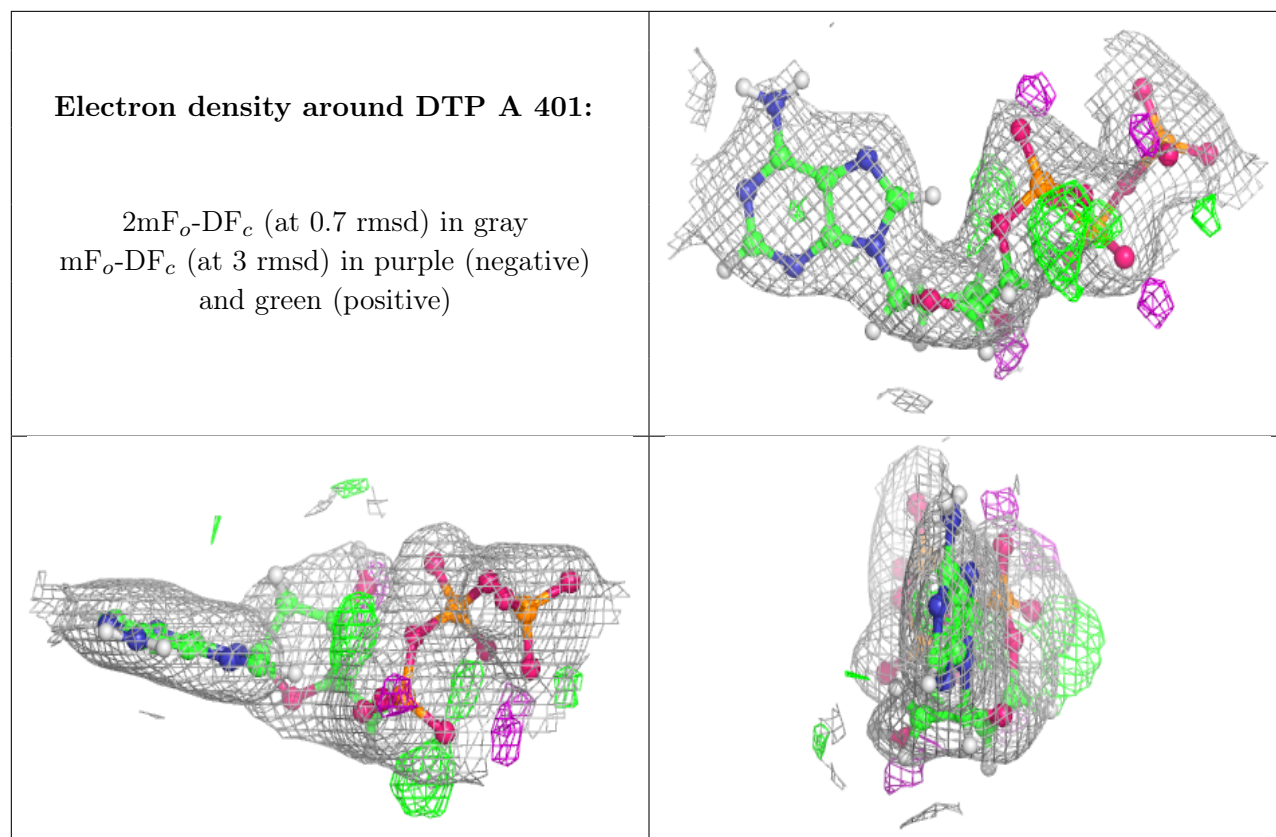 Electron density around DTP A 401:
2mFo-DFc (at 0.7 rmsd) in gray
mFo-DFc (at 3 rmsd) in purple (negative)
and green (positive)